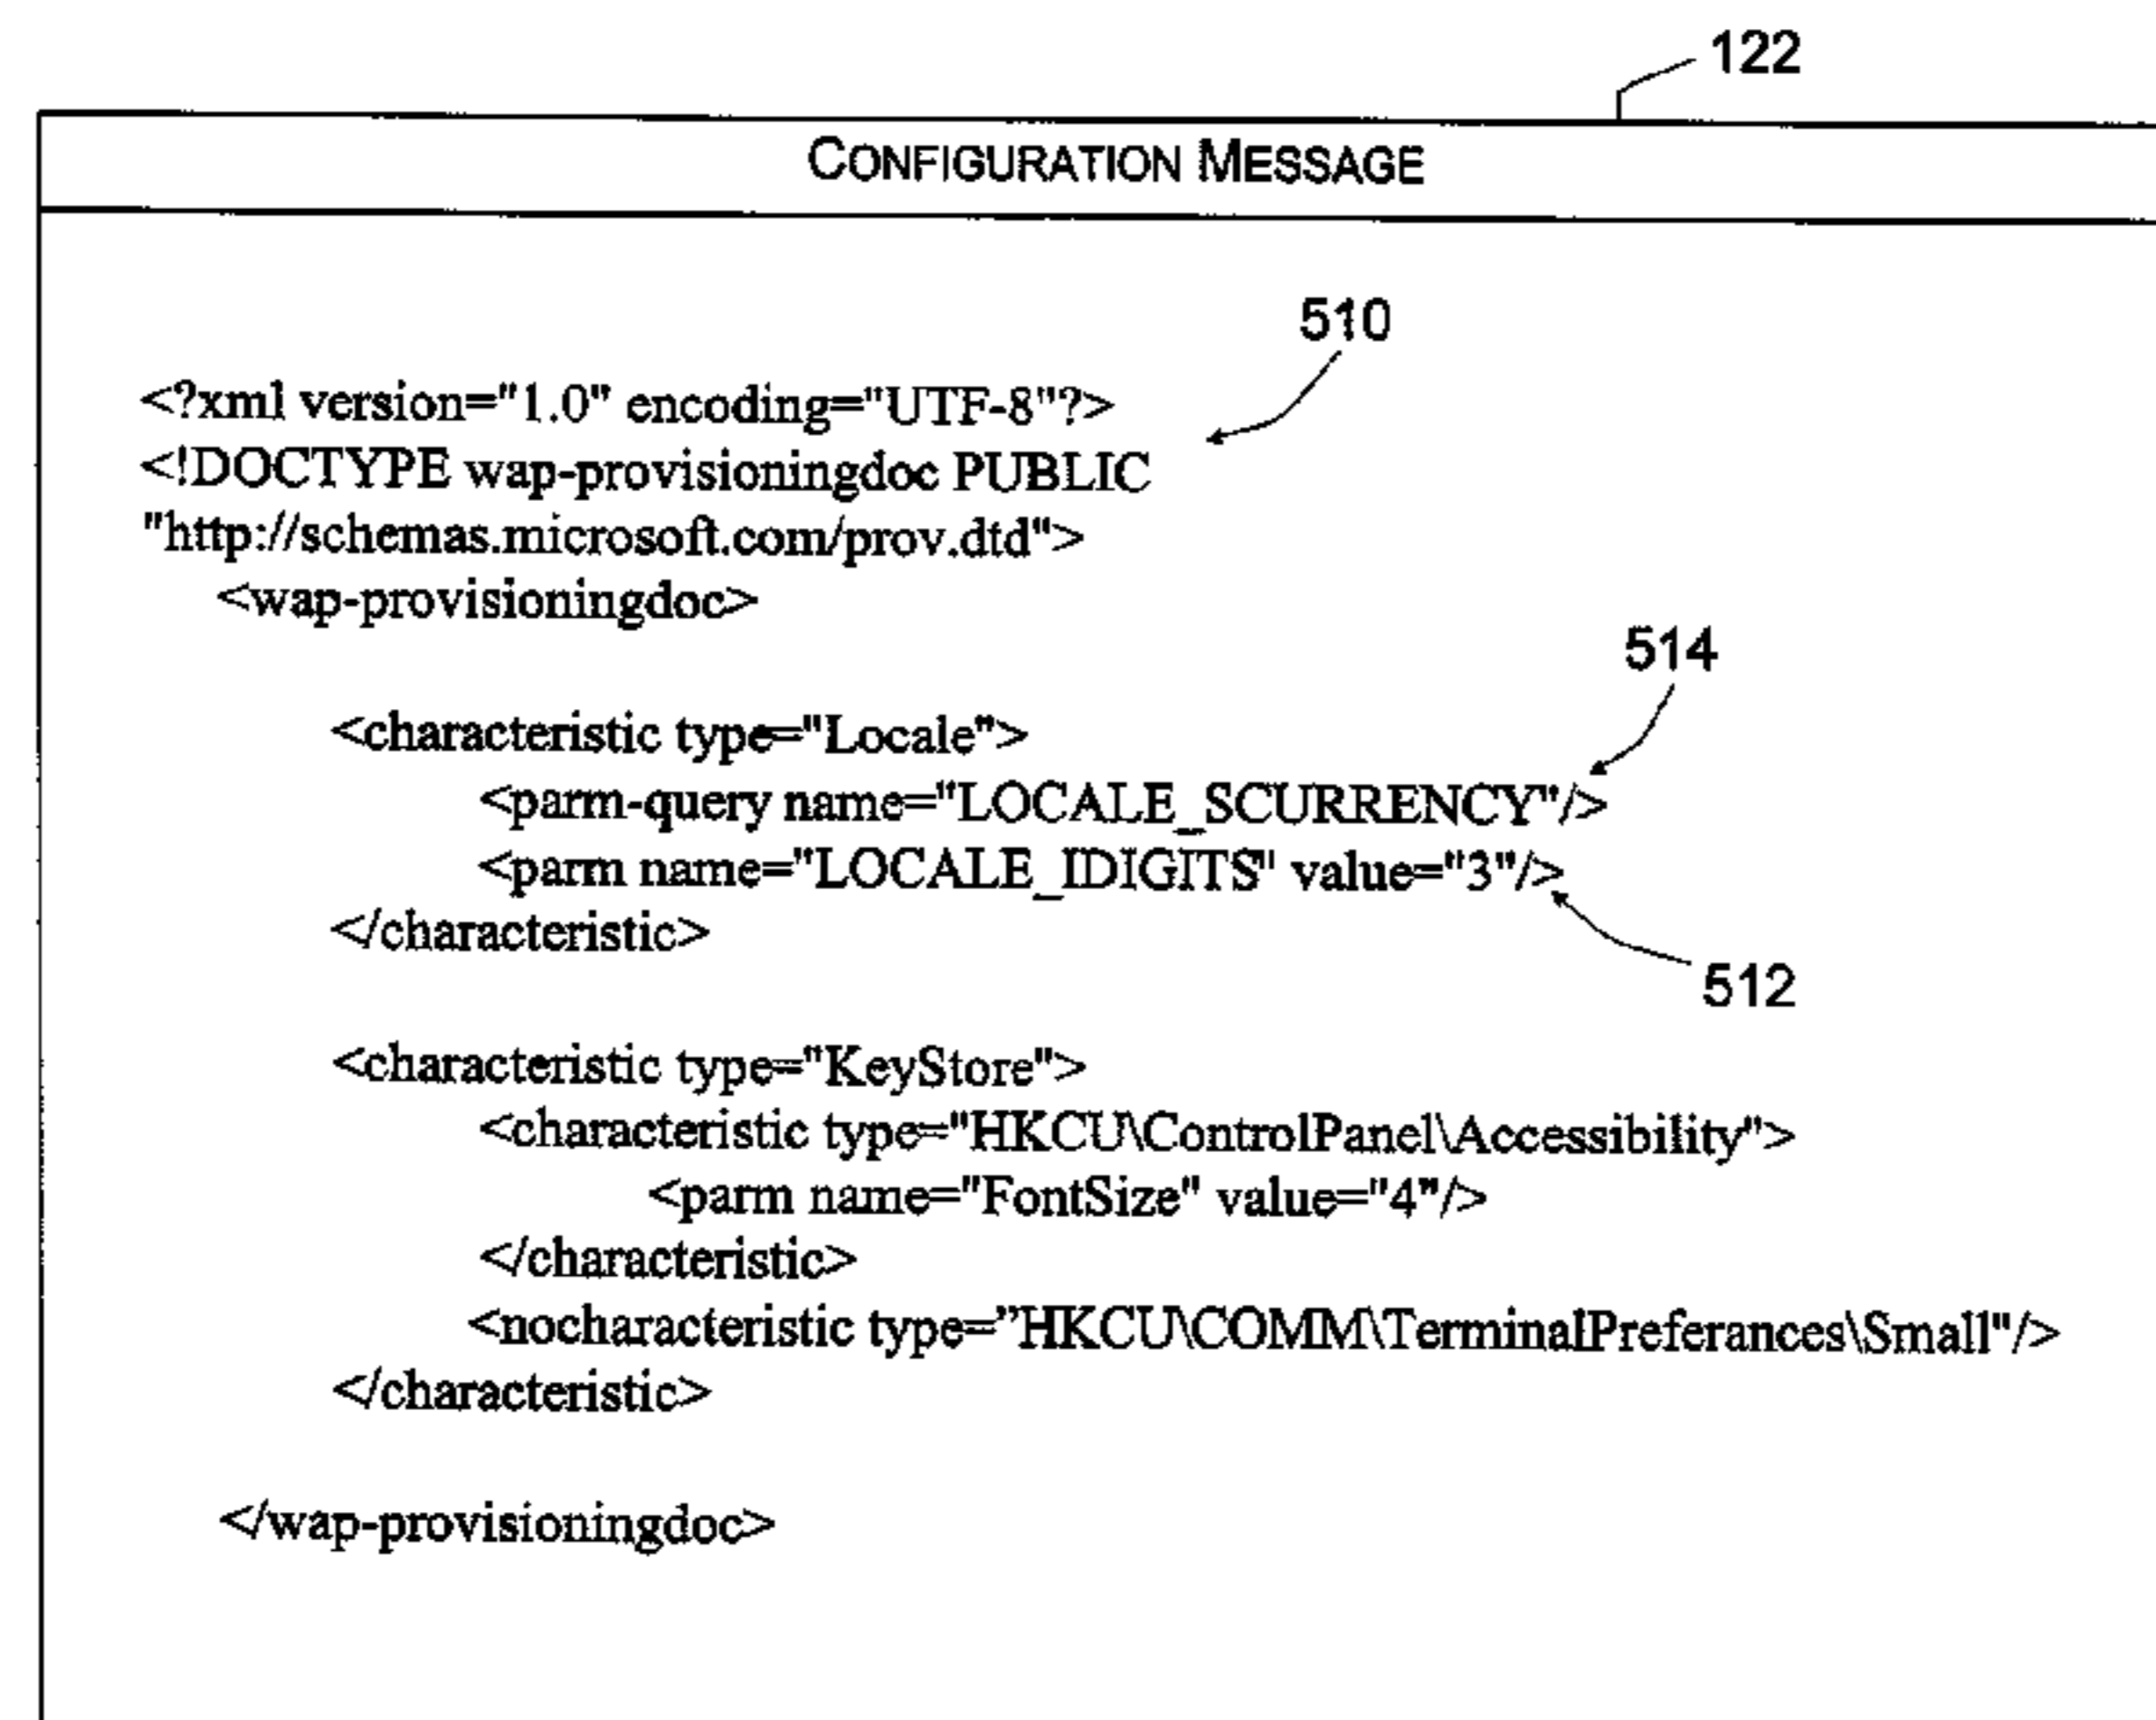 122
CONFIGURATION MESSAGE
510
<?xml version="1.0" encoding="UTF-8"?>
<!DOCTYPE wap-provisioningdoc PUBLIC
"http://schemas.microsoft.com/prov.dtd">
<wap-provisioningdoc>
514
<characteristic type="Locale">
<parm-query name="LOCALE_SCURRENCY"/>
<parm name="LOCALE_IDIGITS" value="3"/>
</characteristic>
512
<characteristic type="KeyStore">
<characteristic type="HKCU\ControlPanel\Accessibility">
<parm name="FontSize" value="4"/>
</characteristic>
<nocharacteristic type=”HKCU\COMM\TerminalPreferances\Small"/>
</characteristic>
</wap-provisioningdoc>